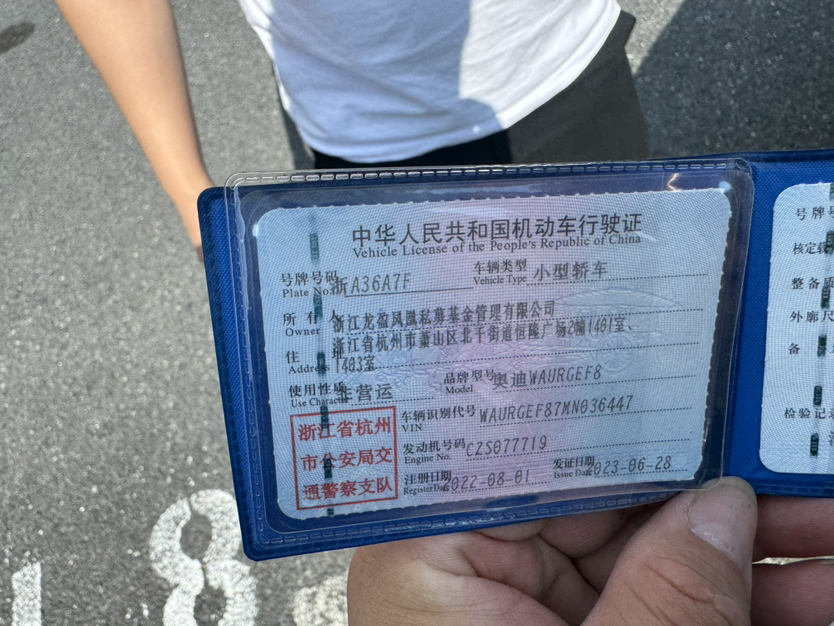 中华人民共和国机动车行驶证
Vehicle License of the People's Republic of China
号牌号码 浙A36A7F 车辆类型 小型轿车
Plate No. Vehicle Type
所有人 浙江龙盈凤凰私募基金管理有限公司
Owner 浙江省杭州市萧山区北干街道恒隆广场2幢1401室、
住址 1403室
Address
使用性质 非营运 品牌型号 奥迪WAURGEF8
Use Character Model
浙江省杭州
市公安局交
通警察支队
车辆识别代号 WAURGEF87MN036447
VIN
发动机号码 CZS077719
Engine No.
注册日期 022-08-01 发证日期 023-06-28
Register Date Issue Date
号牌
核定载
整备质
外廓尺
备
检验记录
8